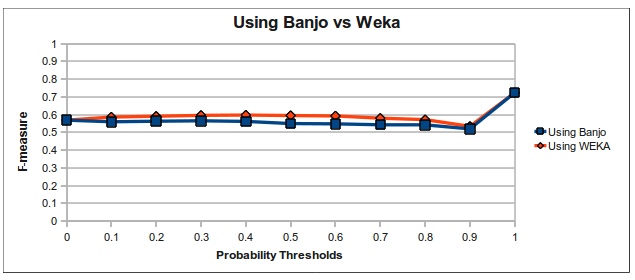 Using Banjo vs Weka
1
0.9
0.8
0.7
0.6
0.5
0.4
0.3
0.2
0.1
0
F-measure
0 0.1 0.2 0.3 0.4 0.5 0.6 0.7 0.8 0.9 1
Probability Thresholds
Using Banjo
Using WEKA